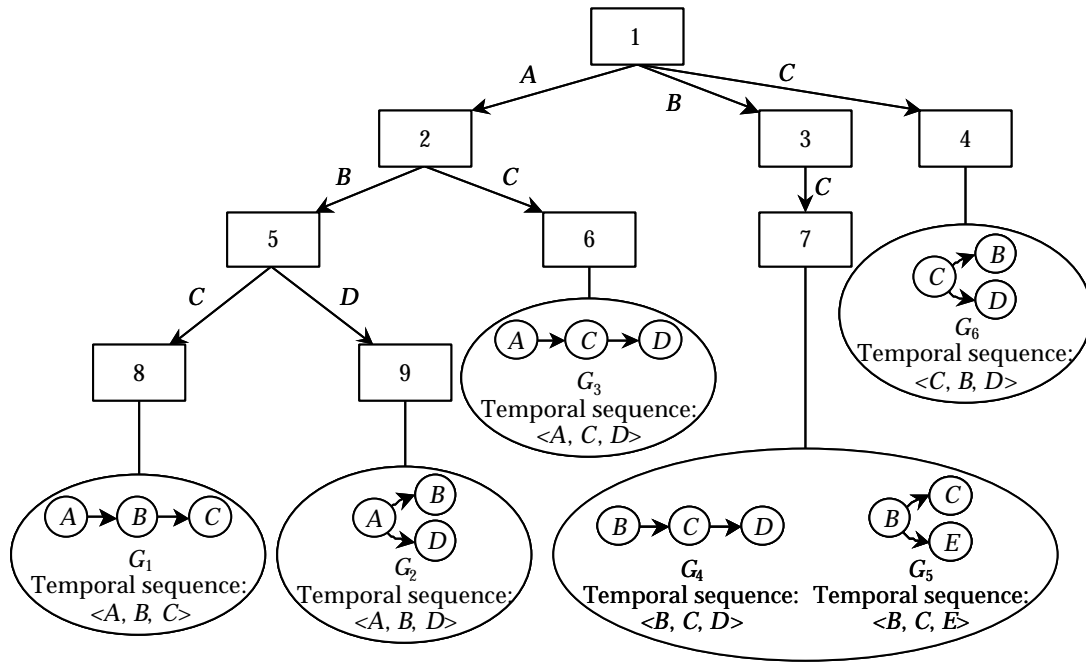 1
A
B
C
2
3
4
B
C
C
5
6
7
C
B
D
G6
Temporal sequence:
<C, B, D>
C
D
8
9
A C D
G3
Temporal sequence:
<A, C, D>
A B C
G1
Temporal sequence:
<A, B, C>
A
B
D
G2
Temporal sequence:
<A, B, D>
B C D
G4
Temporal sequence:
<B, C, D>
B
C
E
G5
Temporal sequence:
<B, C, E>